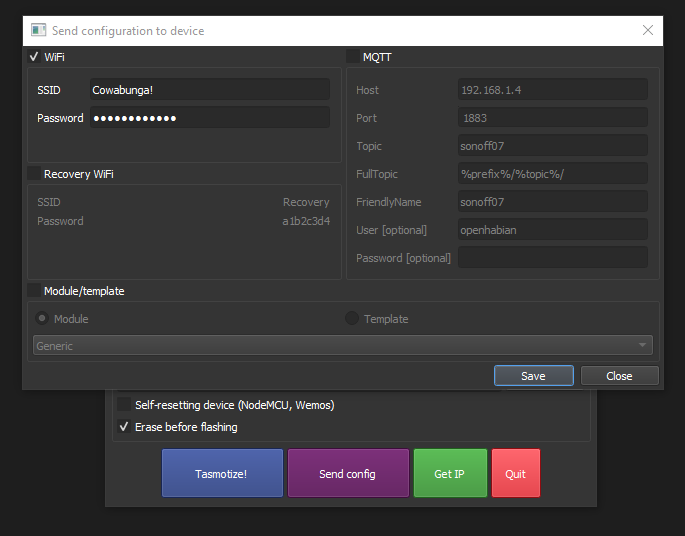 Send configuration to device
WiFi
SSID Cowabunga!
Password ••••••••••••
Recovery WiFi
SSID Recovery
Password a1b2c3d4
MQTT
Host 192.168.1.4
Port 1883
Topic sonoff07
FullTopic %prefix%/%topic%/
FriendlyName sonoff07
User [optional] openhabian
Password [optional]
Module/template
Module Template
Generic
Save Close
Self-resetting device (NodeMCU, Wemos)
Erase before flashing
Tasmotize! Send config Get IP Quit